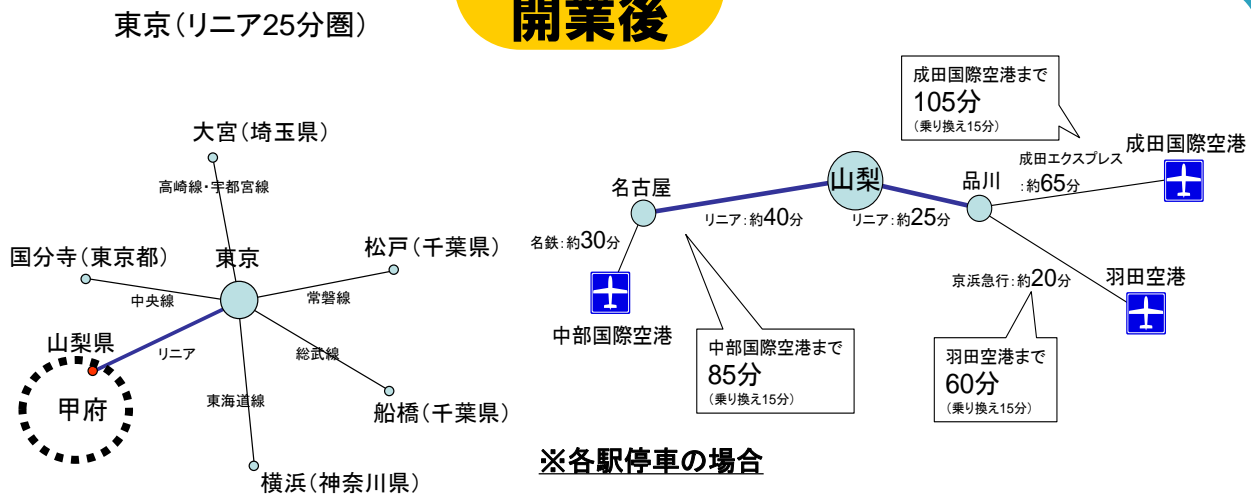 東京（リニア25分圏）
開業後
大宮（埼玉県）
高崎線・宇都宮線
国分寺（東京都）
東京
松戸（千葉県）
中央線
常磐線
山梨県
リニア
総武線
甲府
東海道線
船橋（千葉県）
横浜（神奈川県）
成田国際空港まで
105分
（乗り換え15分）
成田国際空港
成田エクスプレス
：約65分
山梨
品川
名古屋
リニア：約40分
リニア：約25分
名鉄：約30分
京浜急行：約20分
羽田空港
中部国際空港
中部国際空港まで
85分
（乗り換え15分）
羽田空港まで
60分
（乗り換え15分）
※各駅停車の場合